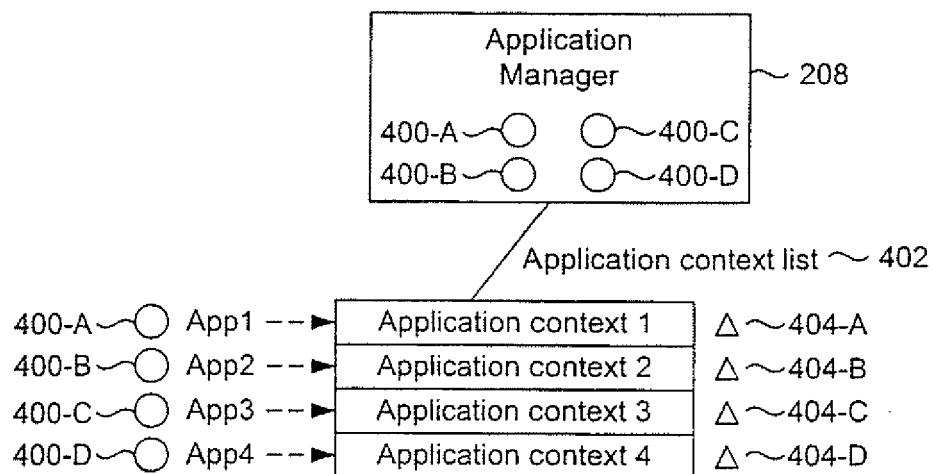 Application
Manager
208
400-A 400-C
400-B 400-D
Application context list 402
400-A App1 Application context 1 404-A
400-B App2 Application context 2 404-B
400-C App3 Application context 3 404-C
400-D App4 Application context 4 404-D